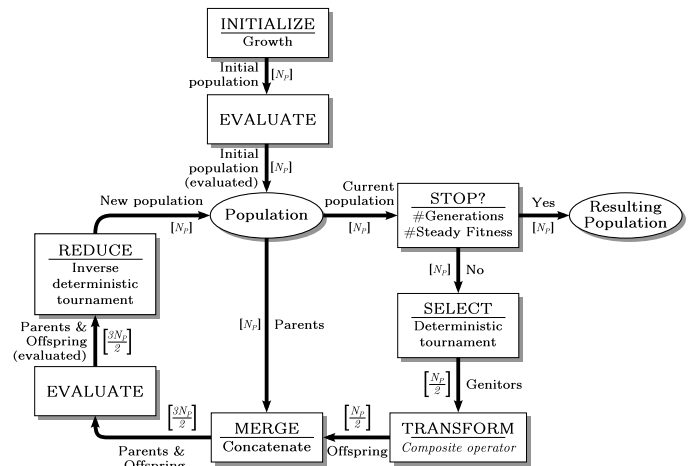 INITIALIZE
Growth
Initial
population
[N_P]
EVALUATE
Initial
population
(evaluated)
[N_P]
Population
New population
[N_P]
Current
population
[N_P]
STOP?
#Generations
#Steady Fitness
Yes
[N_P]
Resulting
Population
REDUCE
Inverse
deterministic
tournament
[N_P] No
SELECT
Deterministic
tournament
[N_P] Parents
Parents &
Offspring
(evaluated)
[3N_P/2]
EVALUATE
[N_P/2] Genitors
[3N_P/2]
MERGE
Concatenate
[N_P/2]
Offspring
TRANSFORM
Composite operator
Parents &
Offspring